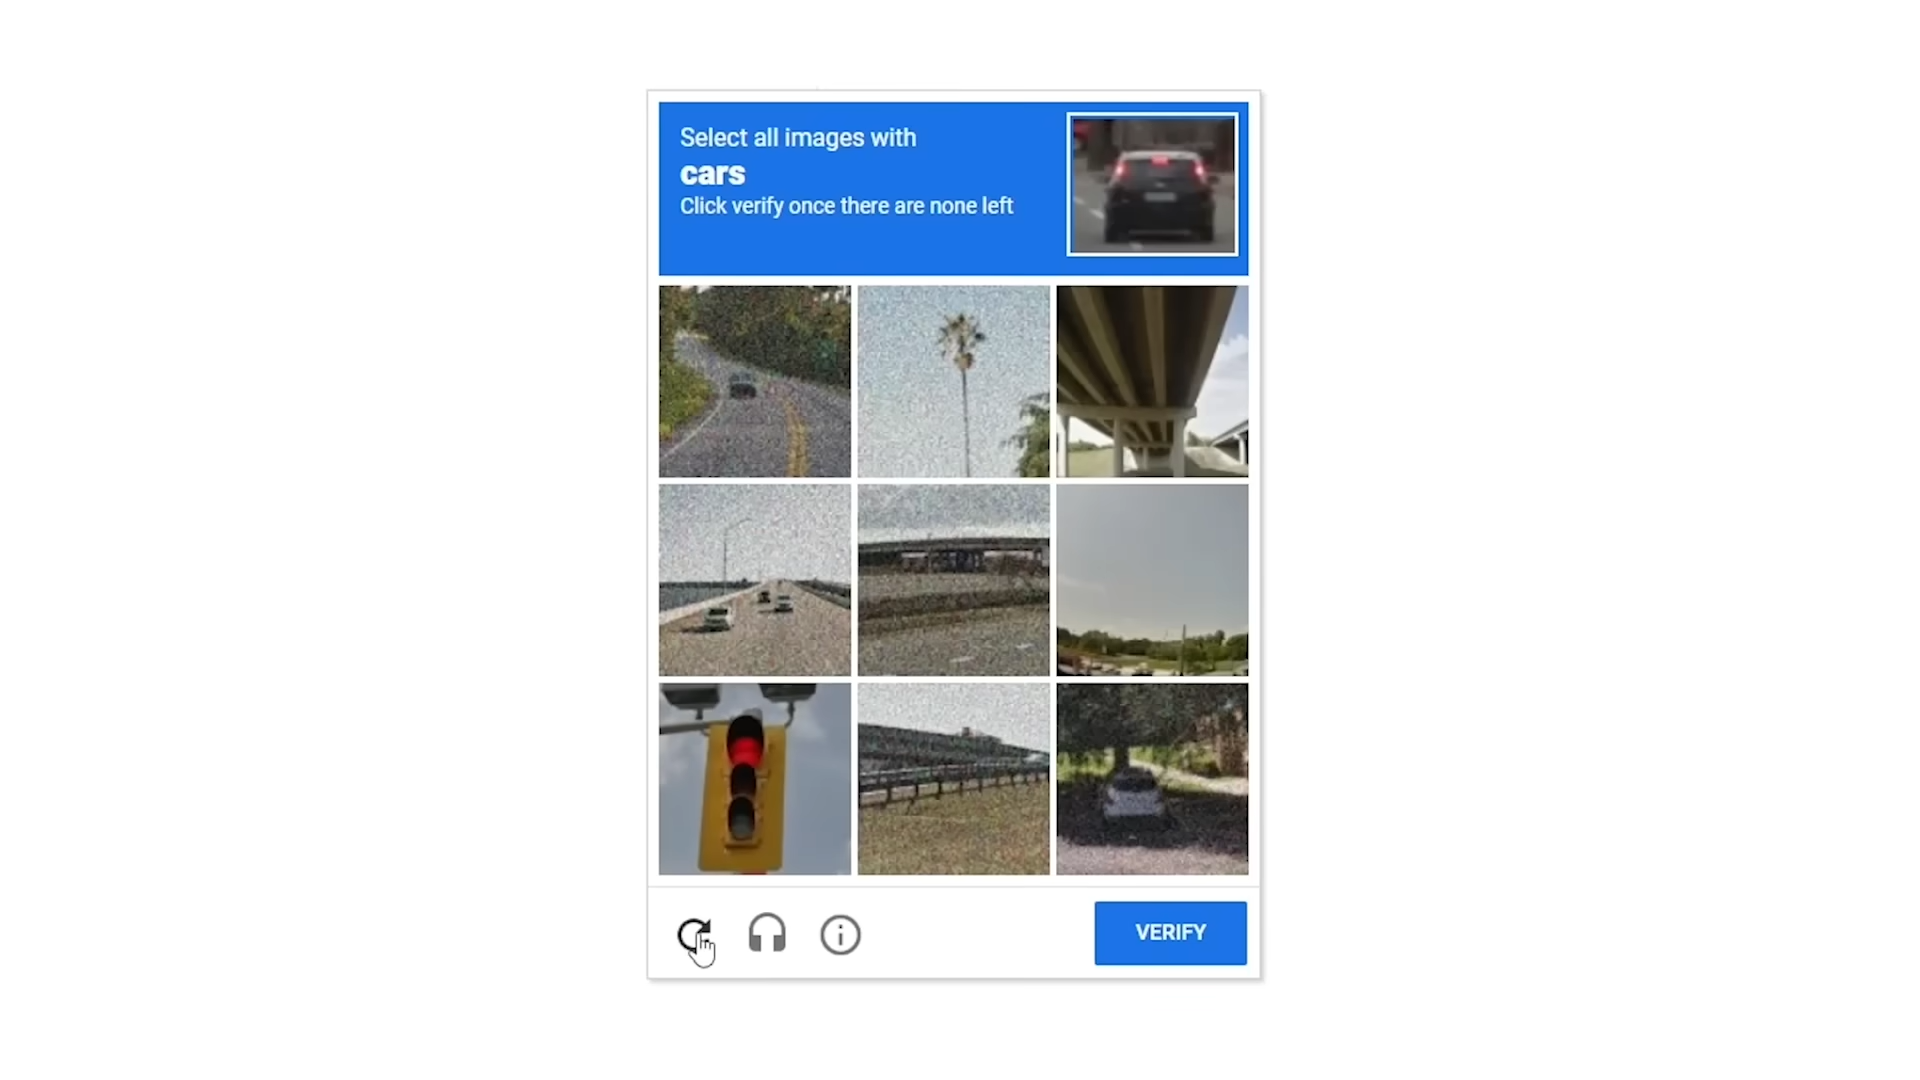 Select all images with
cars
Click verify once there are none left
VERIFY